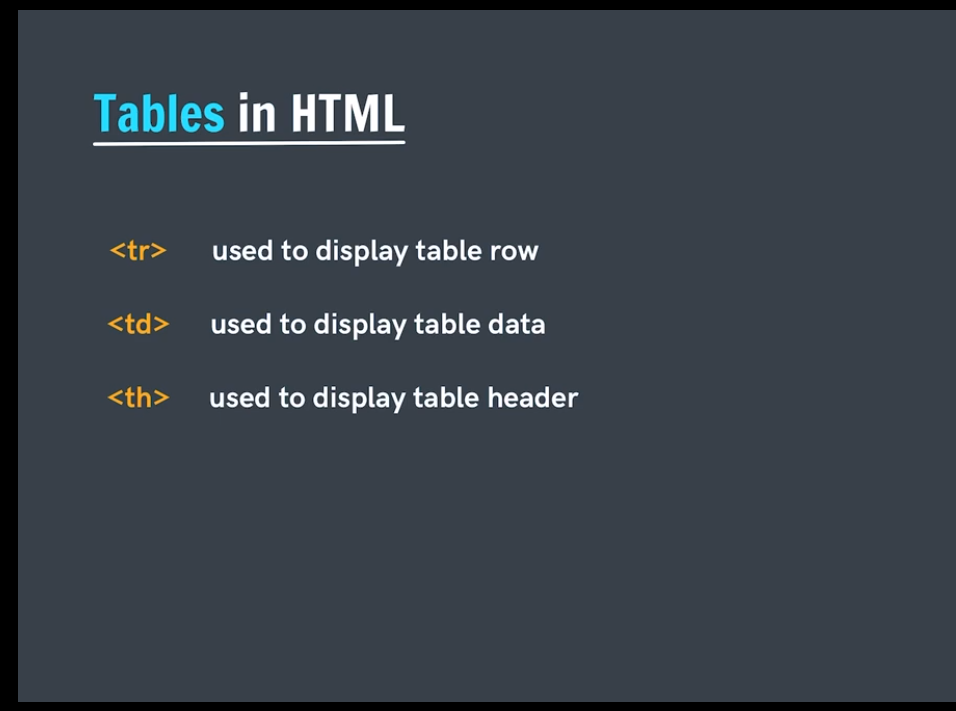 Tables in HTML
<tr> used to display table row
<td> used to display table data
<th> used to display table header